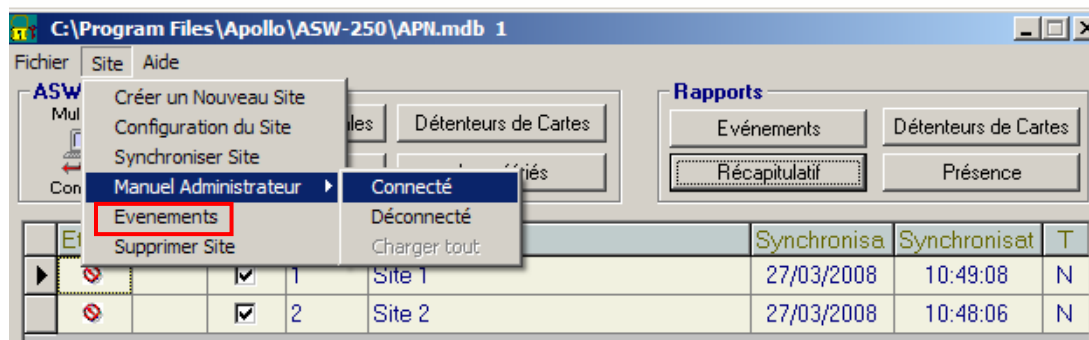 C:\Program Files\Apollo\ASW-250\APN.mdb 1
Fichier Site Aide
Créer un Nouveau Site
Configuration du Site
Synchroniser Site
Manuel Administrateur
Evenements
Supprimer Site
Connecté
Déconnecté
Charger tout
ASW
Mul
Con
Détenteurs de Cartes
Rapports
Evénements Détenteurs de Cartes
Récapitulatif Présence
Synchronisa Synchronisat T
1 Site 1 27/03/2008 10:49:08 N
2 Site 2 27/03/2008 10:48:06 N